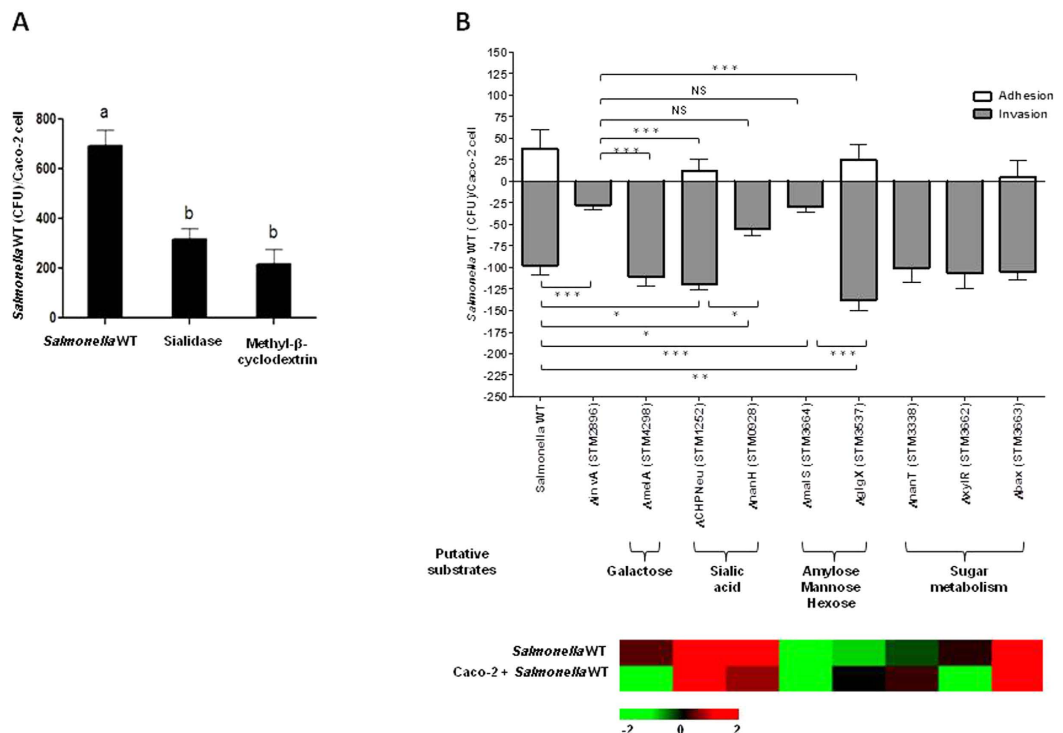 A
B
Salmonella WT (CFU)/Caco-2 cell
800
600
400
200
0
a
b
b
Salmonella WT
Sialidase
Methyl-β-
cyclodextrin
Salmonella WT (CFU)/Caco-2 cell
150
125
100
75
50
25
0
-25
-50
-75
-100
-125
-150
-175
-200
-225
-250
Adhesion
Invasion
***
NS
NS
***
***
***
*
*
*
***
***
**
Salmonella WT
ΔinvA (STM2896)
ΔmelA (STM4298)
ΔCHPNeu (STM1252)
ΔnanH (STM0928)
ΔmalS (STM3664)
ΔglgX (STM3537)
ΔnanT (STM3338)
ΔxylR (STM3662)
Δbax (STM3663)
Putative
substrates
Galactose
Sialic
acid
Amylose
Mannose
Hexose
Sugar
metabolism
Salmonella WT
Caco-2 + Salmonella WT
-2 0 2